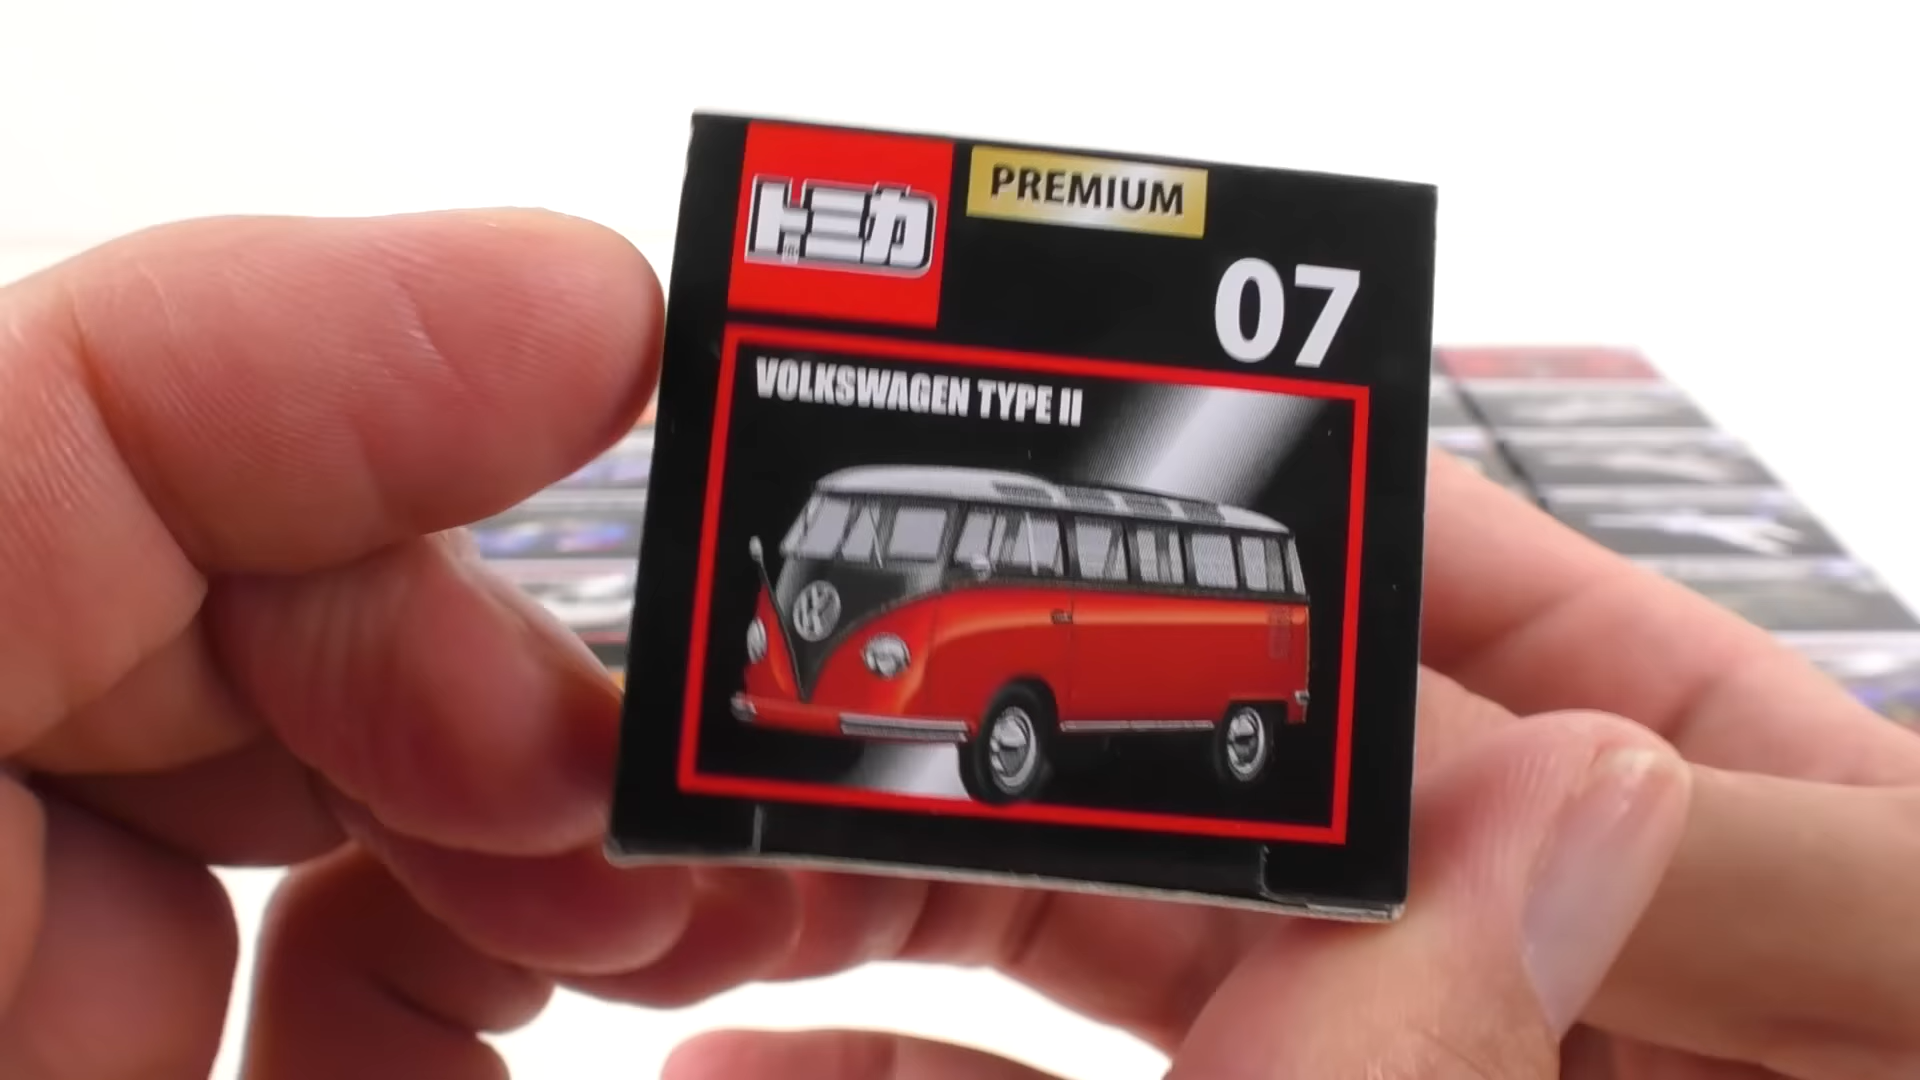 トミカ
PREMIUM
07
VOLKSWAGEN TYPE II